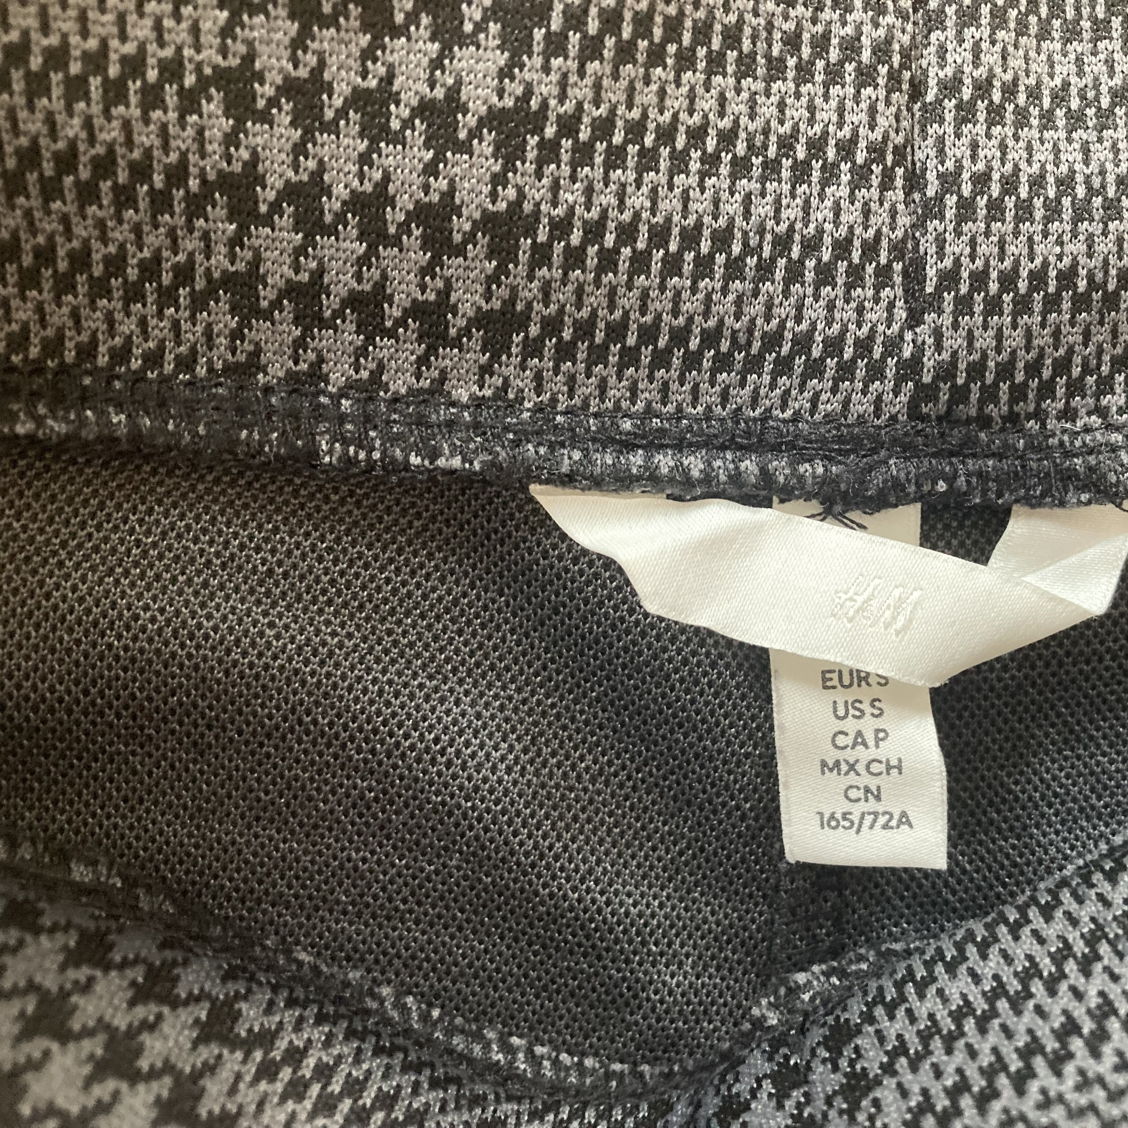 H&M
EUR S
US S
CA P
MX CH
CN
165/72A